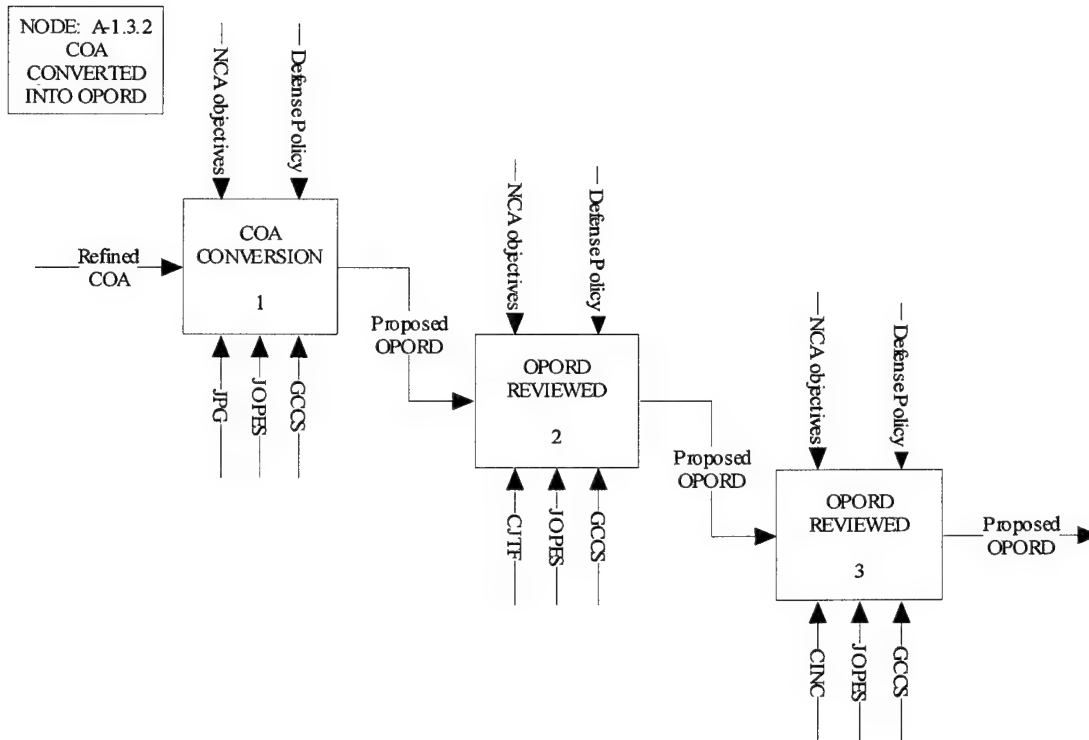 NODE: A-1.3.2
COA
CONVERTED
INTO OPORD
NCA objectives
Defense Policy
Refined
COA
COA
CONVERSION
1
JPG
JOPES
GCCS
Proposed
OPORD
NCA objectives
Defense Policy
OPORD
REVIEWED
2
CJTF
JOPES
GCCS
Proposed
OPORD
NCA objectives
Defense Policy
OPORD
REVIEWED
3
CINC
JOPES
GCCS
Proposed
OPORD